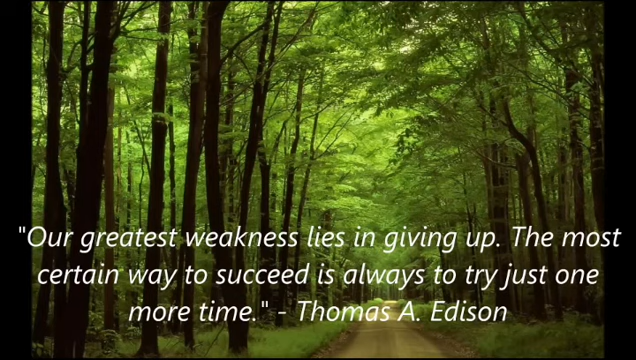 "Our greatest weakness lies in giving up. The most
certain way to succeed is always to try just one
more time." - Thomas A. Edison